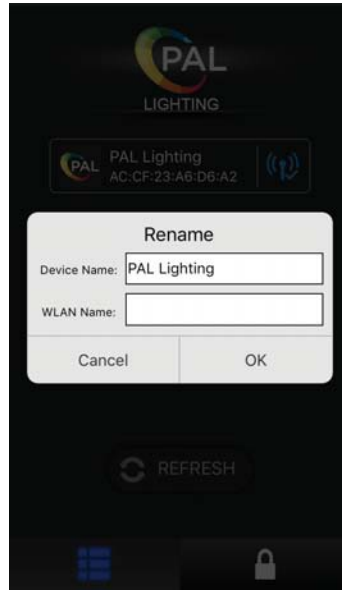 PAL
LIGHTING
PAL
PAL Lighting
AC:CF:23:A6:D6:A2
Rename
Device Name: PAL Lighting
WLAN Name:
Cancel OK
REFRESH